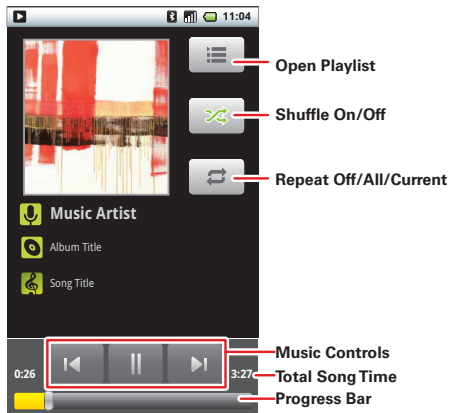 11:04
Open Playlist
Shuffle On/Off
Repeat Off/All/Current
Music Artist
Album Title
Song Title
Music Controls
0:26
3:27
Total Song Time
Progress Bar